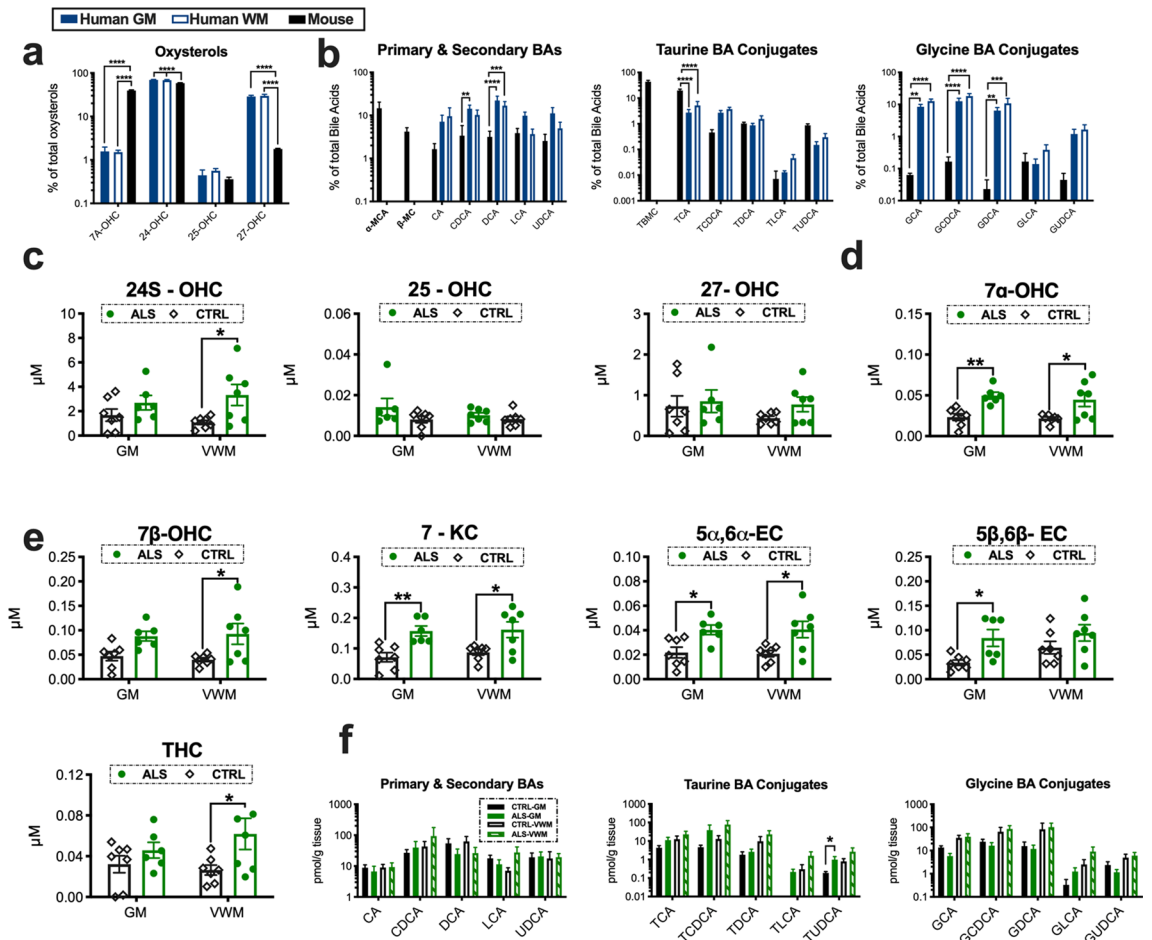 Human GM Human WM Mouse
a
Oxysterols
% of total oxysterols
100
10
1
0.1
**** **** **** **** ****
7A-OHC 24-OHC 25-OHC 27-OHC
b
Primary & Secondary BAs
% of total Bile Acids
100
10
1
0.1
** **** ***
α-MCA β-MC CA CDCA DCA LCA UDCA
Taurine BA Conjugates
% of total Bile Acids
100
10
1
0.1
0.01
0.001
**** ****
TBMC TCA TCDCA TDCA TLCA TUDCA
Glycine BA Conjugates
% of total Bile Acids
100
10
1
0.1
0.01
** **** **** **** ** ***
GCA GCDCA GDCA GLCA GUDCA
c
24S - OHC
ALS CTRL
µM
10
8
6
4
2
0
*
GM VWM
25 - OHC
ALS CTRL
µM
0.06
0.04
0.02
0.00
GM VWM
27- OHC
ALS CTRL
µM
3
2
1
0
GM VWM
d
7α-OHC
ALS CTRL
µM
0.15
0.10
0.05
0.00
** *
GM VWM
e
7β-OHC
ALS CTRL
µM
0.25
0.20
0.15
0.10
0.05
0.00
*
GM VWM
7 - KC
ALS CTRL
µM
0.4
0.3
0.2
0.1
0.0
** *
GM VWM
5α,6α-EC
ALS CTRL
µM
0.10
0.08
0.06
0.04
0.02
0.00
* *
GM VWM
5β,6β- EC
ALS CTRL
µM
0.25
0.20
0.15
0.10
0.05
0.00
*
GM VWM
THC
ALS CTRL
µM
0.12
0.08
0.04
0.00
*
GM VWM
f
Primary & Secondary BAs
CTRL-GM
ALS-GM
CTRL-VWM
ALS-VWM
pmol/g tissue
1000
100
10
1
CA CDCA DCA LCA UDCA
Taurine BA Conjugates
pmol/g tissue
1000
100
10
1
0.1
0.01
*
TCA TCDCA TDCA TLCA TUDCA
Glycine BA Conjugates
pmol/g tissue
1000
100
10
1
0.1
GCA GCDCA GDCA GLCA GUDCA